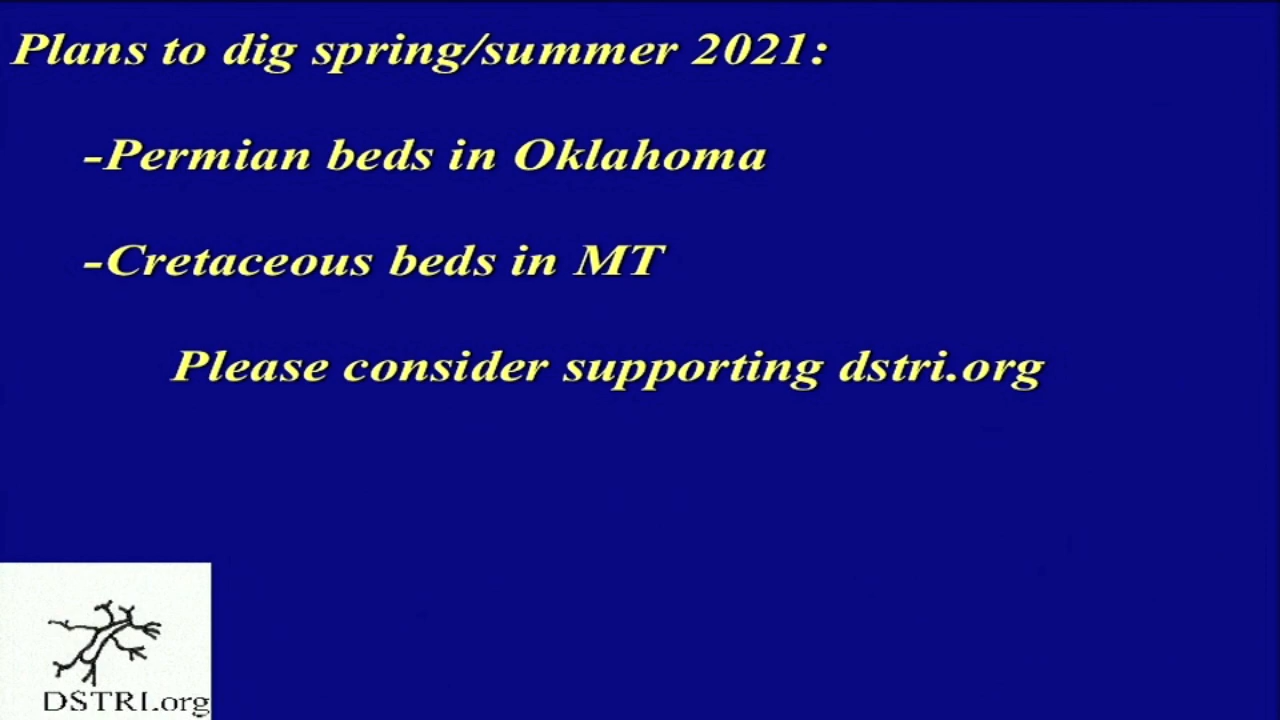 Plans to dig spring/summer 2021:
-Permian beds in Oklahoma
-Cretaceous beds in MT
Please consider supporting dstri.org
DSTRI.org